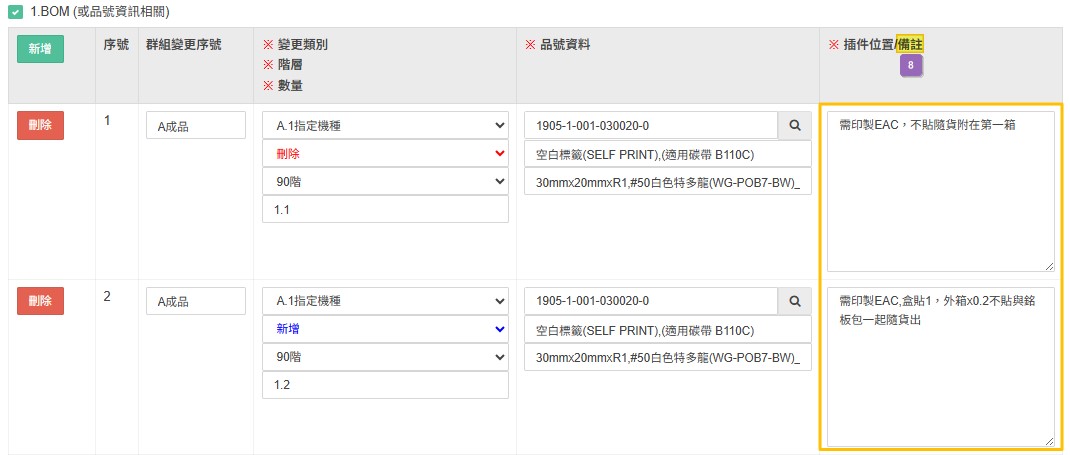 1.BOM (或品號資訊相關)
新增
序號
群組變更序號
※ 變更類別
※ 階層
※ 數量
※ 品號資料
※ 插件位置/備註
8
刪除
1
A成品
A.1指定機種
刪除
90階
1.1
1905-1-001-030020-0
空白標籤(SELF PRINT),(適用碳帶 B110C)
30mmx20mmxR1,#50白色特多龍(WG-POB7-BW)_
需印製EAC，不貼隨貨附在第一箱
刪除
2
A成品
A.1指定機種
新增
90階
1.2
1905-1-001-030020-0
空白標籤(SELF PRINT),(適用碳帶 B110C)
30mmx20mmxR1,#50白色特多龍(WG-POB7-BW)_
需印製EAC,盒貼1，外箱x0.2不貼與銘
板包一起隨貨出